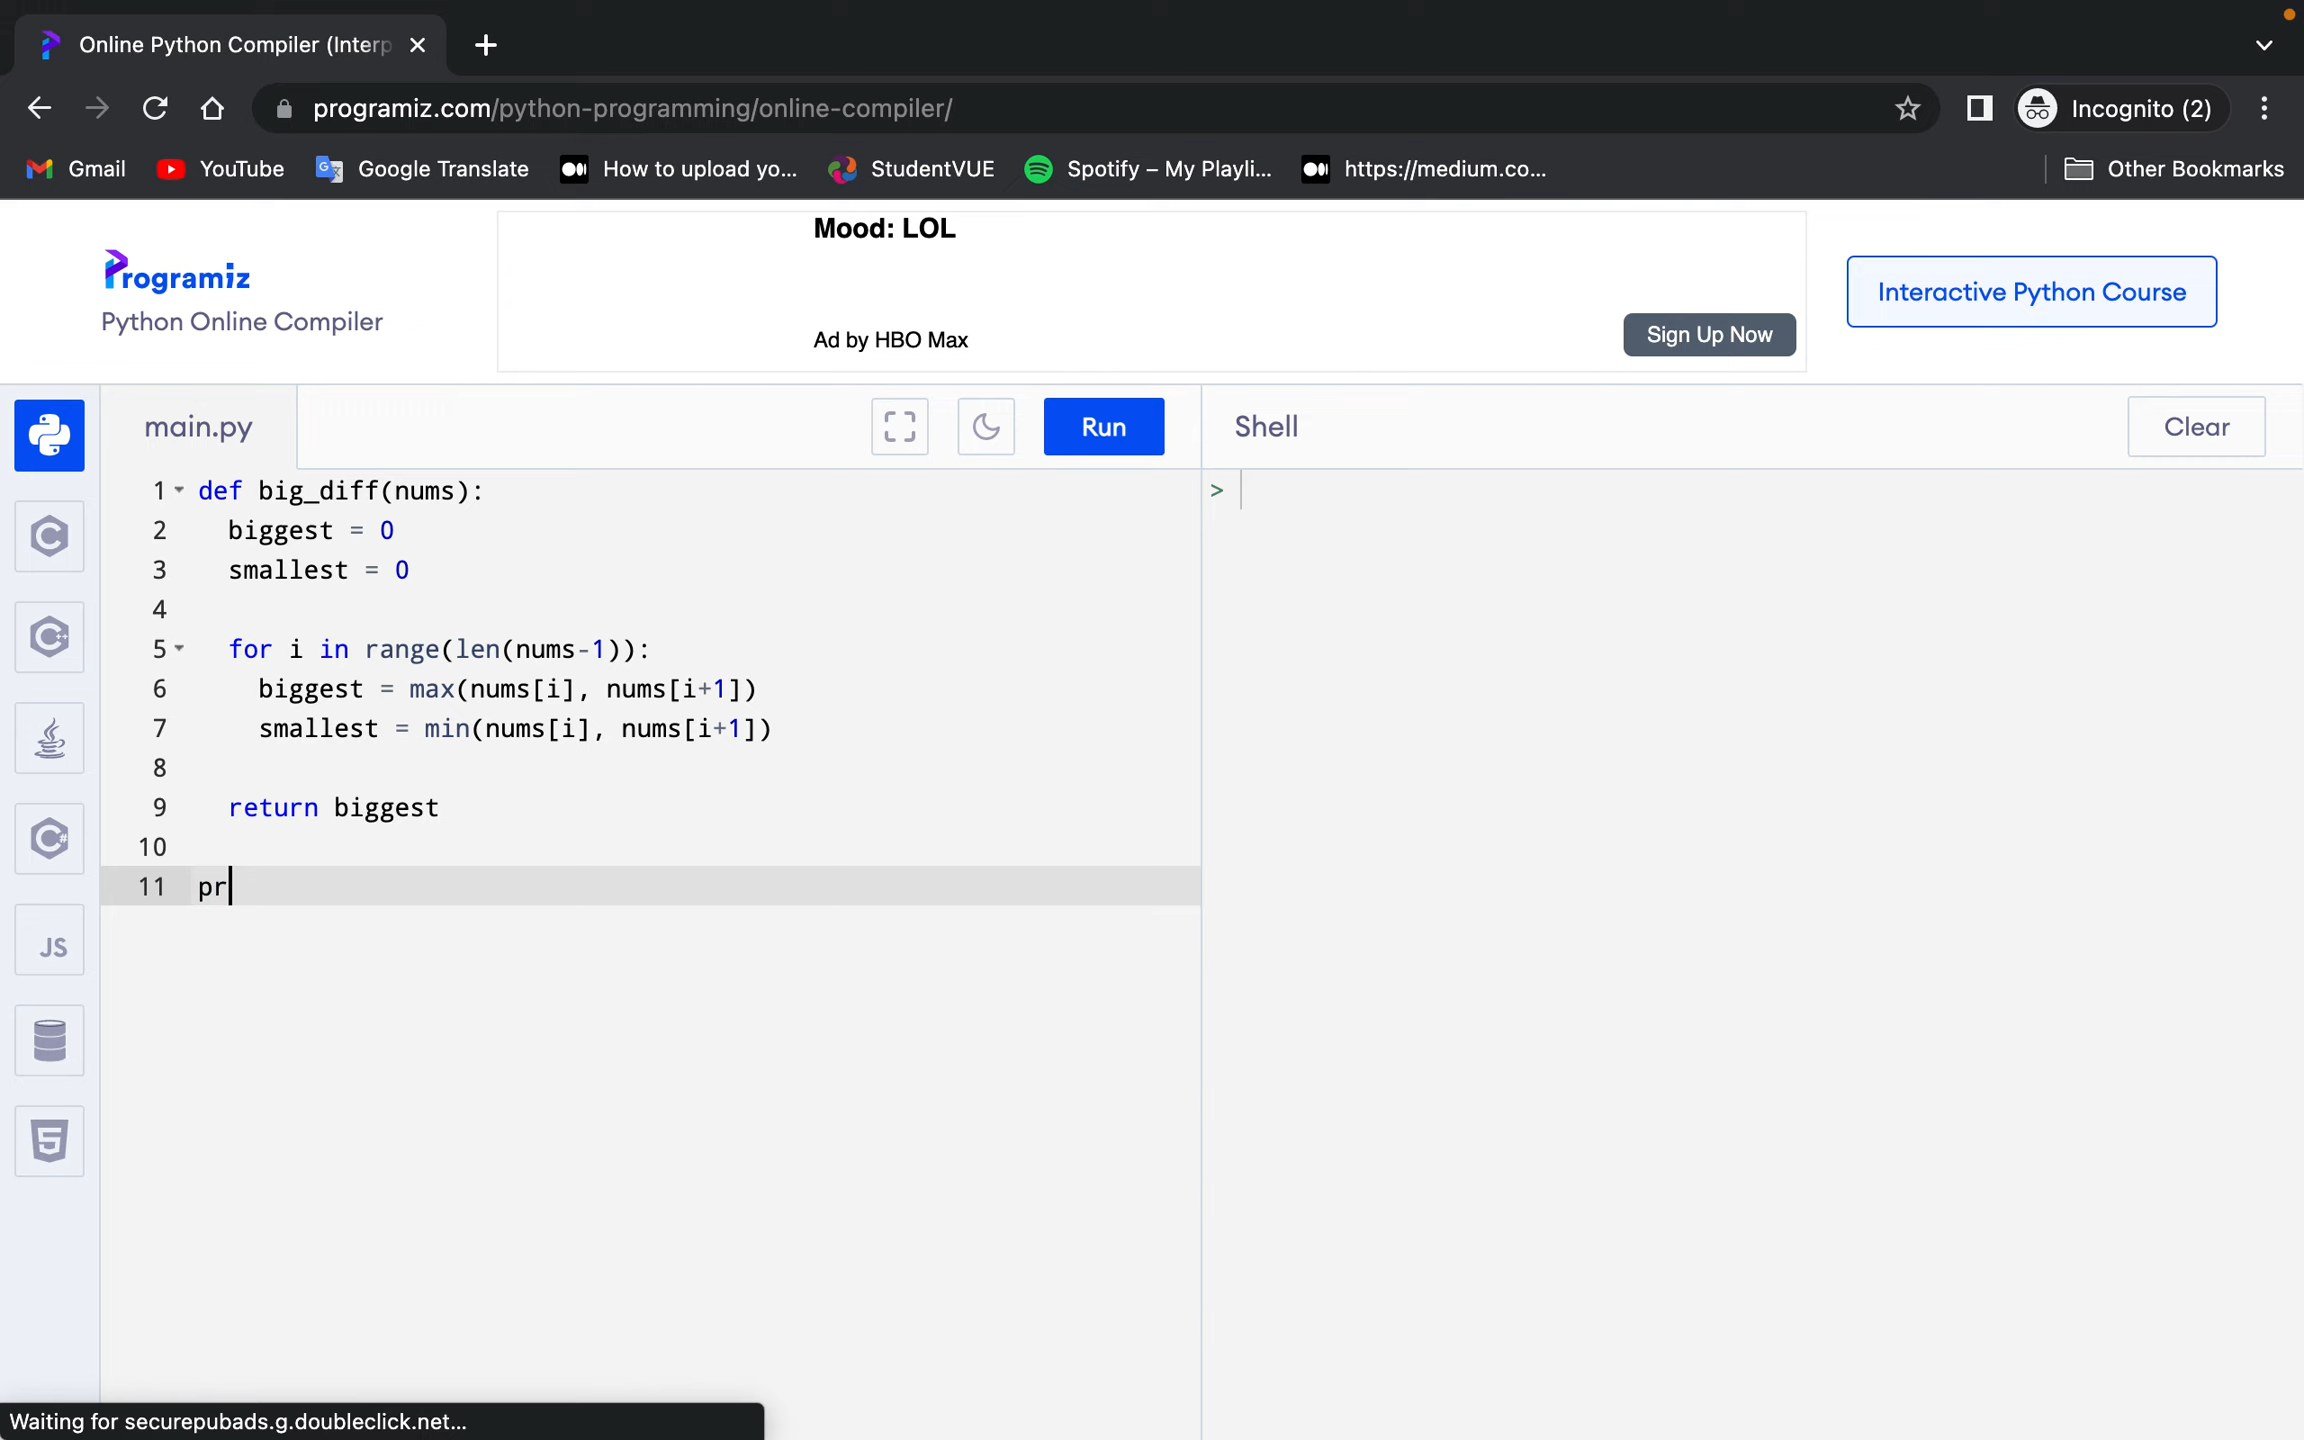 Online Python Compiler (Interp
programiz.com/python-programming/online-compiler/
Incognito (2)
Gmail
YouTube
Google Translate
How to upload yo...
StudentVUE
Spotify – My Playli...
https://medium.co...
Other Bookmarks
Programiz
Python Online Compiler
Mood: LOL
Ad by HBO Max
Sign Up Now
Interactive Python Course
main.py
Run
Shell
Clear
1 def big_diff(nums):
2   biggest = 0
3   smallest = 0
4
5   for i in range(len(nums-1)):
6     biggest = max(nums[i], nums[i+1])
7     smallest = min(nums[i], nums[i+1])
8
9   return biggest
10
11 pr
>
C
C++
C#
JS
5
Waiting for securepubads.g.doubleclick.net...